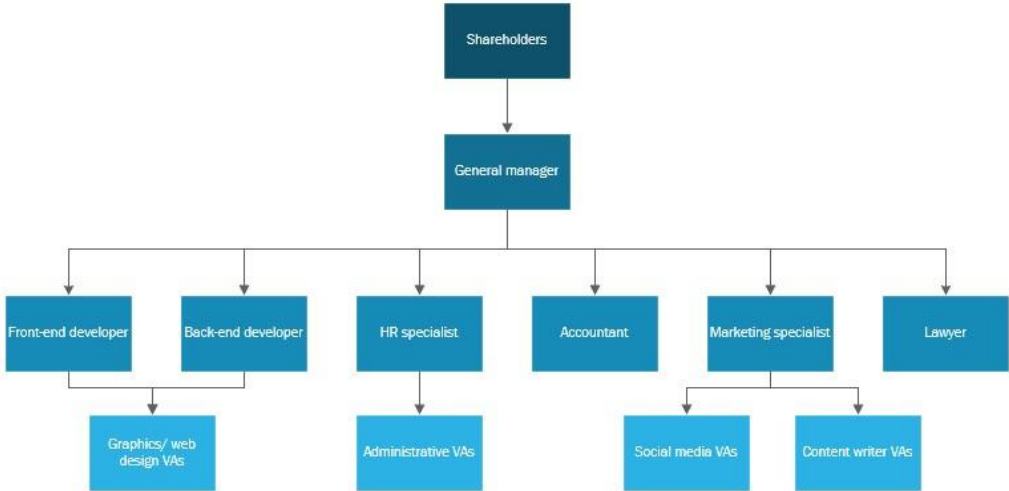 Shareholders
General manager
Front-end developer
Back-end developer
HR specialist
Accountant
Marketing specialist
Lawyer
Graphics/ web
design VAs
Administrative VAs
Social media VAs
Content writer VAs